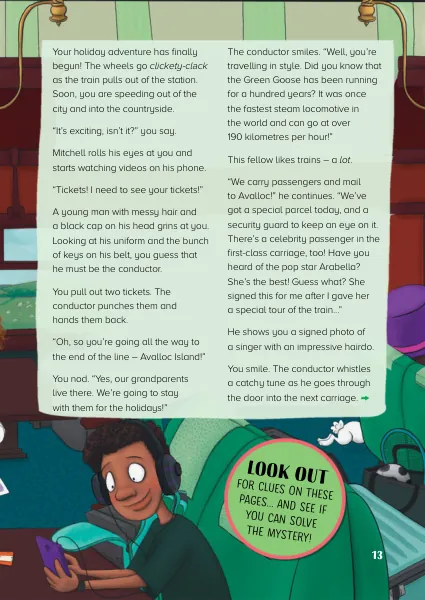 Your holiday adventure has finally
begun! The wheels go clickety-clack
as the train pulls out of the station.
Soon, you are speeding out of the
city and into the countryside.
“It’s exciting, isn’t it?” you say.
Mitchell rolls his eyes at you and
starts watching videos on his phone.
“Tickets! I need to see your tickets!”
A young man with messy hair and
a black cap on his head grins at you.
Looking at his uniform and the bunch
of keys on his belt, you guess that
he must be the conductor.
You pull out two tickets. The
conductor punches them and
hands them back.
“Oh, so you’re going all the way to
the end of the line – Avalloc Island!”
You nod. “Yes, our grandparents
live there. We’re going to stay
with them for the holidays!”
The conductor smiles. “Well, you’re
travelling in style. Did you know that
the Green Goose has been running
for a hundred years? It was once
the fastest steam locomotive in
the world and can go at over
190 kilometres per hour!”
This fellow likes trains – a lot.
“We carry passengers and mail
to Avalloc!” he continues. “We’ve
got a special parcel today, and a
security guard to keep an eye on it.
There’s a celebrity passenger in the
first-class carriage, too! Have you
heard of the pop star Arabella?
She’s the best! Guess what? She
signed this for me after I gave her
a special tour of the train...”
He shows you a signed photo of
a singer with an impressive hairdo.
You smile. The conductor whistles
a catchy tune as he goes through
the door into the next carriage. →
LOOK OUT
FOR CLUES ON THESE
PAGES... AND SEE IF
YOU CAN SOLVE
THE MYSTERY!
13